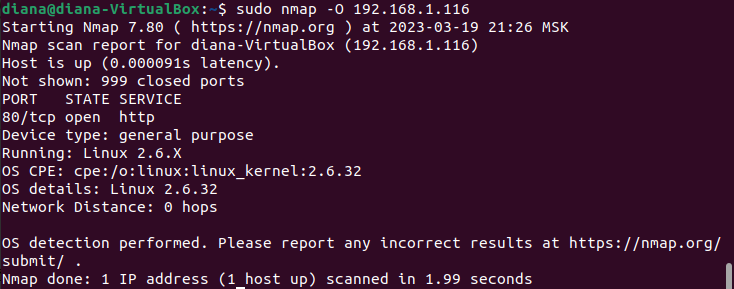 diana@diana-VirtualBox:~$ sudo nmap -O 192.168.1.116
Starting Nmap 7.80 ( https://nmap.org ) at 2023-03-19 21:26 MSK
Nmap scan report for diana-VirtualBox (192.168.1.116)
Host is up (0.000091s latency).
Not shown: 999 closed ports
PORT   STATE SERVICE
80/tcp open  http
Device type: general purpose
Running: Linux 2.6.X
OS CPE: cpe:/o:linux:linux_kernel:2.6.32
OS details: Linux 2.6.32
Network Distance: 0 hops

OS detection performed. Please report any incorrect results at https://nmap.org/
submit/ .
Nmap done: 1 IP address (1 host up) scanned in 1.99 seconds